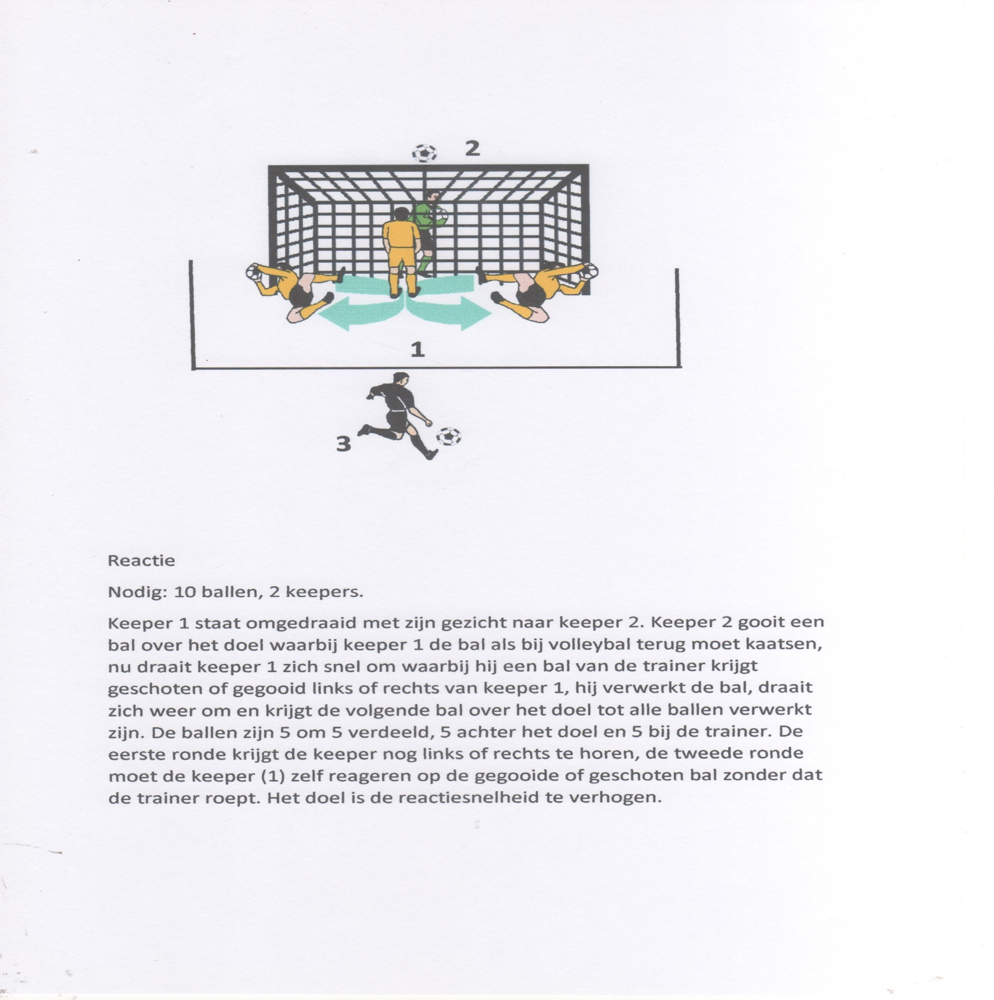 2
1
3
Reactie
Nodig: 10 ballen, 2 keepers.
Keeper 1 staat omgedraaid met zijn gezicht naar keeper 2. Keeper 2 gooit een
bal over het doel waarbij keeper 1 de bal als bij volleybal terug moet kaatsen,
nu draait keeper 1 zich snel om waarbij hij een bal van de trainer krijgt
geschoten of gegooid links of rechts van keeper 1, hij verwerkt de bal, draait
zich weer om en krijgt de volgende bal over het doel tot alle ballen verwerkt
zijn. De ballen zijn 5 om 5 verdeeld, 5 achter het doel en 5 bij de trainer. De
eerste ronde krijgt de keeper nog links of rechts te horen, de tweede ronde
moet de keeper (1) zelf reageren op de gegooide of geschoten bal zonder dat
de trainer roept. Het doel is de reactiesnelheid te verhogen.